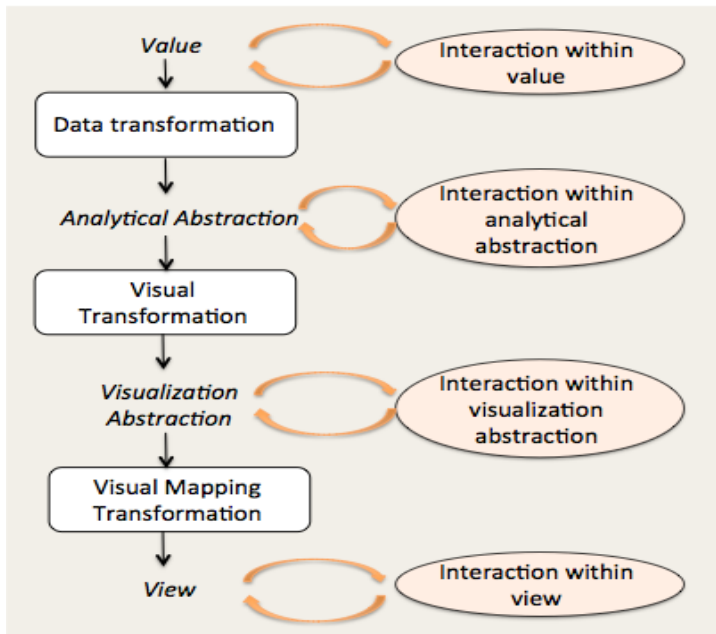 Value
Interaction within
value
Data transformation
Analytical Abstraction
Interaction within
analytical
abstraction
Visual
Transformation
Visualization
Abstraction
Interaction within
visualization
abstraction
Visual Mapping
Transformation
View
Interaction within
view